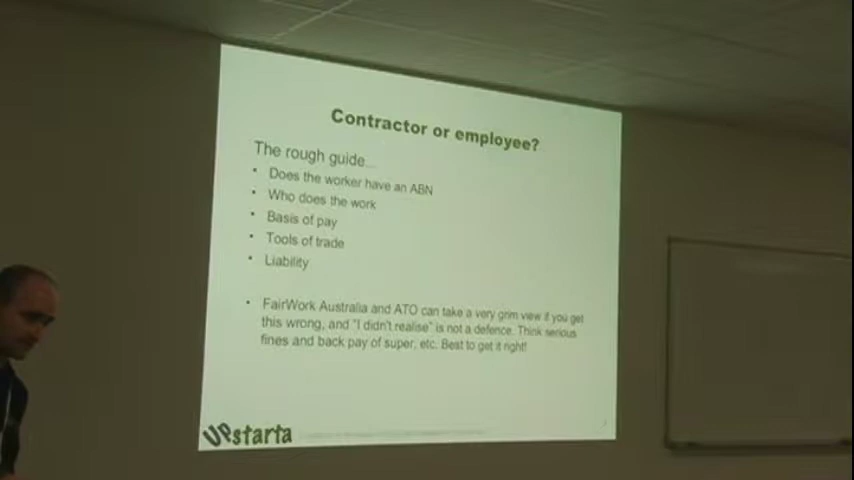 Contractor or employee?
The rough guide...
• Does the worker have an ABN
• Who does the work
• Basis of pay
• Tools of trade
• Liability
• FairWork Australia and ATO can take a very grim view if you get
this wrong, and "I didn't realise" is not a defence. Think serious
fines and back pay of super, etc. Best to get it right!
UPstarta